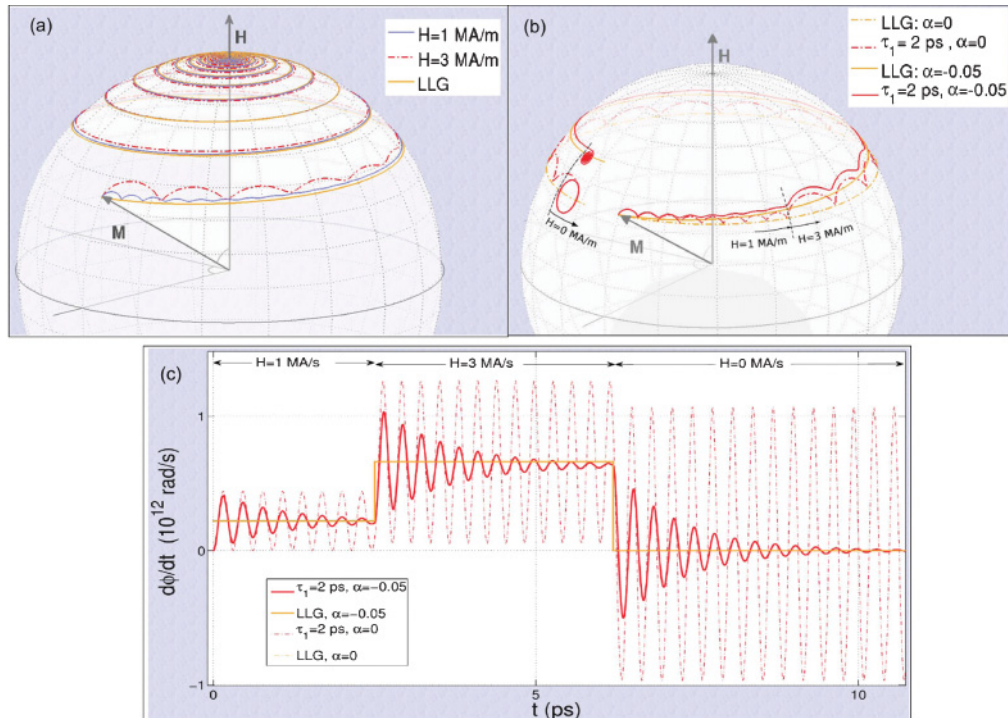 (a)
H
H=1 MA/m
H=3 MA/m
LLG
M
(b)
H
LLG: α=0
τ1= 2 ps , α=0
LLG: α=-0.05
τ1=2 ps, α=-0.05
H=0 MA/m
M
H=1 MA/m
H=3 MA/m
(c)
H=1 MA/s
H=3 MA/s
H=0 MA/s
dϕ/dt (10¹² rad/s)
1
0
−1
τ1=2 ps, α=−0.05
LLG, α=−0.05
τ1=2 ps, α=0
LLG, α=0
0
5
10
t (ps)